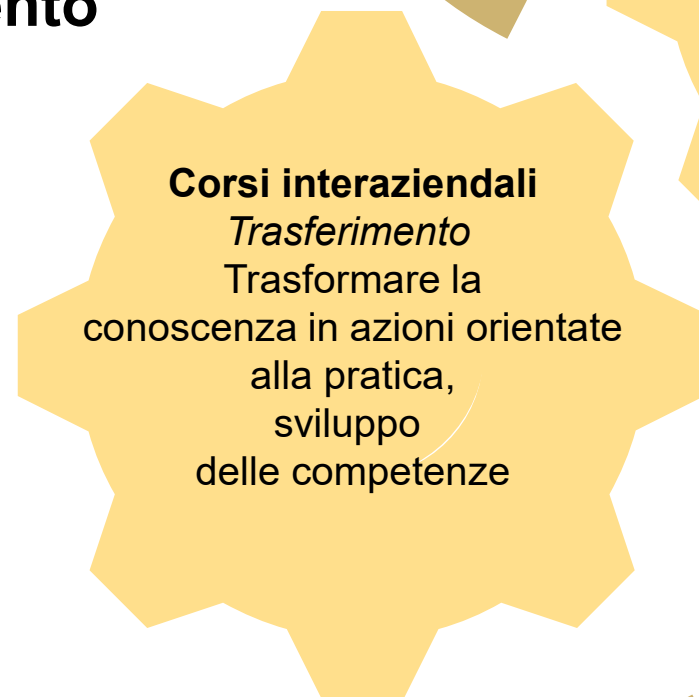 ento
Corsi interaziendali
Trasferimento
Trasformare la
conoscenza in azioni orientate
alla pratica,
sviluppo
delle competenze